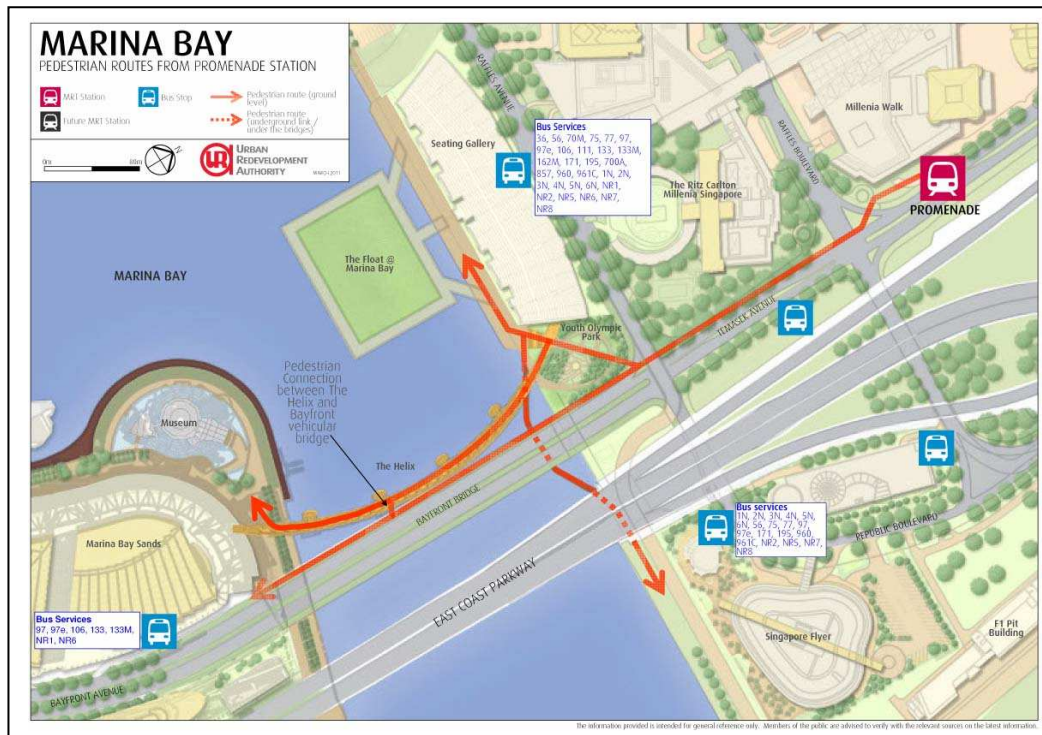 MARINA BAY
PEDESTRIAN ROUTES FROM PROMENADE STATION
MRT Station
Bus Stop
Pedestrian route (ground
level)
Future MRT Station
Pedestrian route
(underground link /
under the bridges)
0m
80m
N
UR
URBAN
REDEVELOPMENT
AUTHORITY
RAFFLES AVENUE
Seating Gallery
Bus Services
36, 56, 70M, 75, 77, 97,
97e, 106, 111, 133, 133M,
162M, 171, 195, 700A,
857, 960, 961C, 1N, 2N,
3N, 4N, 5N, 6N, NR1,
NR2, NR5, NR6, NR7,
NR8
RAFFLES BOULEVARD
Millenia Walk
The Ritz Carlton
Millenia Singapore
PROMENADE
MARINA BAY
The Float @
Marina Bay
Youth Olympic
Park
TEMASEK AVENUE
Pedestrian
Connection
between The
Helix and
Bayfront
vehicular
bridge
Museum
The Helix
BAYFRONT BRIDGE
Marina Bay Sands
Bus services
1N, 2N, 3N, 4N, 5N,
6N, 56, 75, 77, 97,
97e, 171, 195, 960,
961C, NR2, NR5, NR7,
NR8
REPUBLIC BOULEVARD
EAST COAST PARKWAY
Bus Services
97, 97e, 106, 133, 133M,
NR1, NR6
Singapore Flyer
F1 Pit
Building
BAYFRONT AVENUE
The information provided is intended for general reference only. Members of the public are advised to verify with the relevant sources on the latest information.